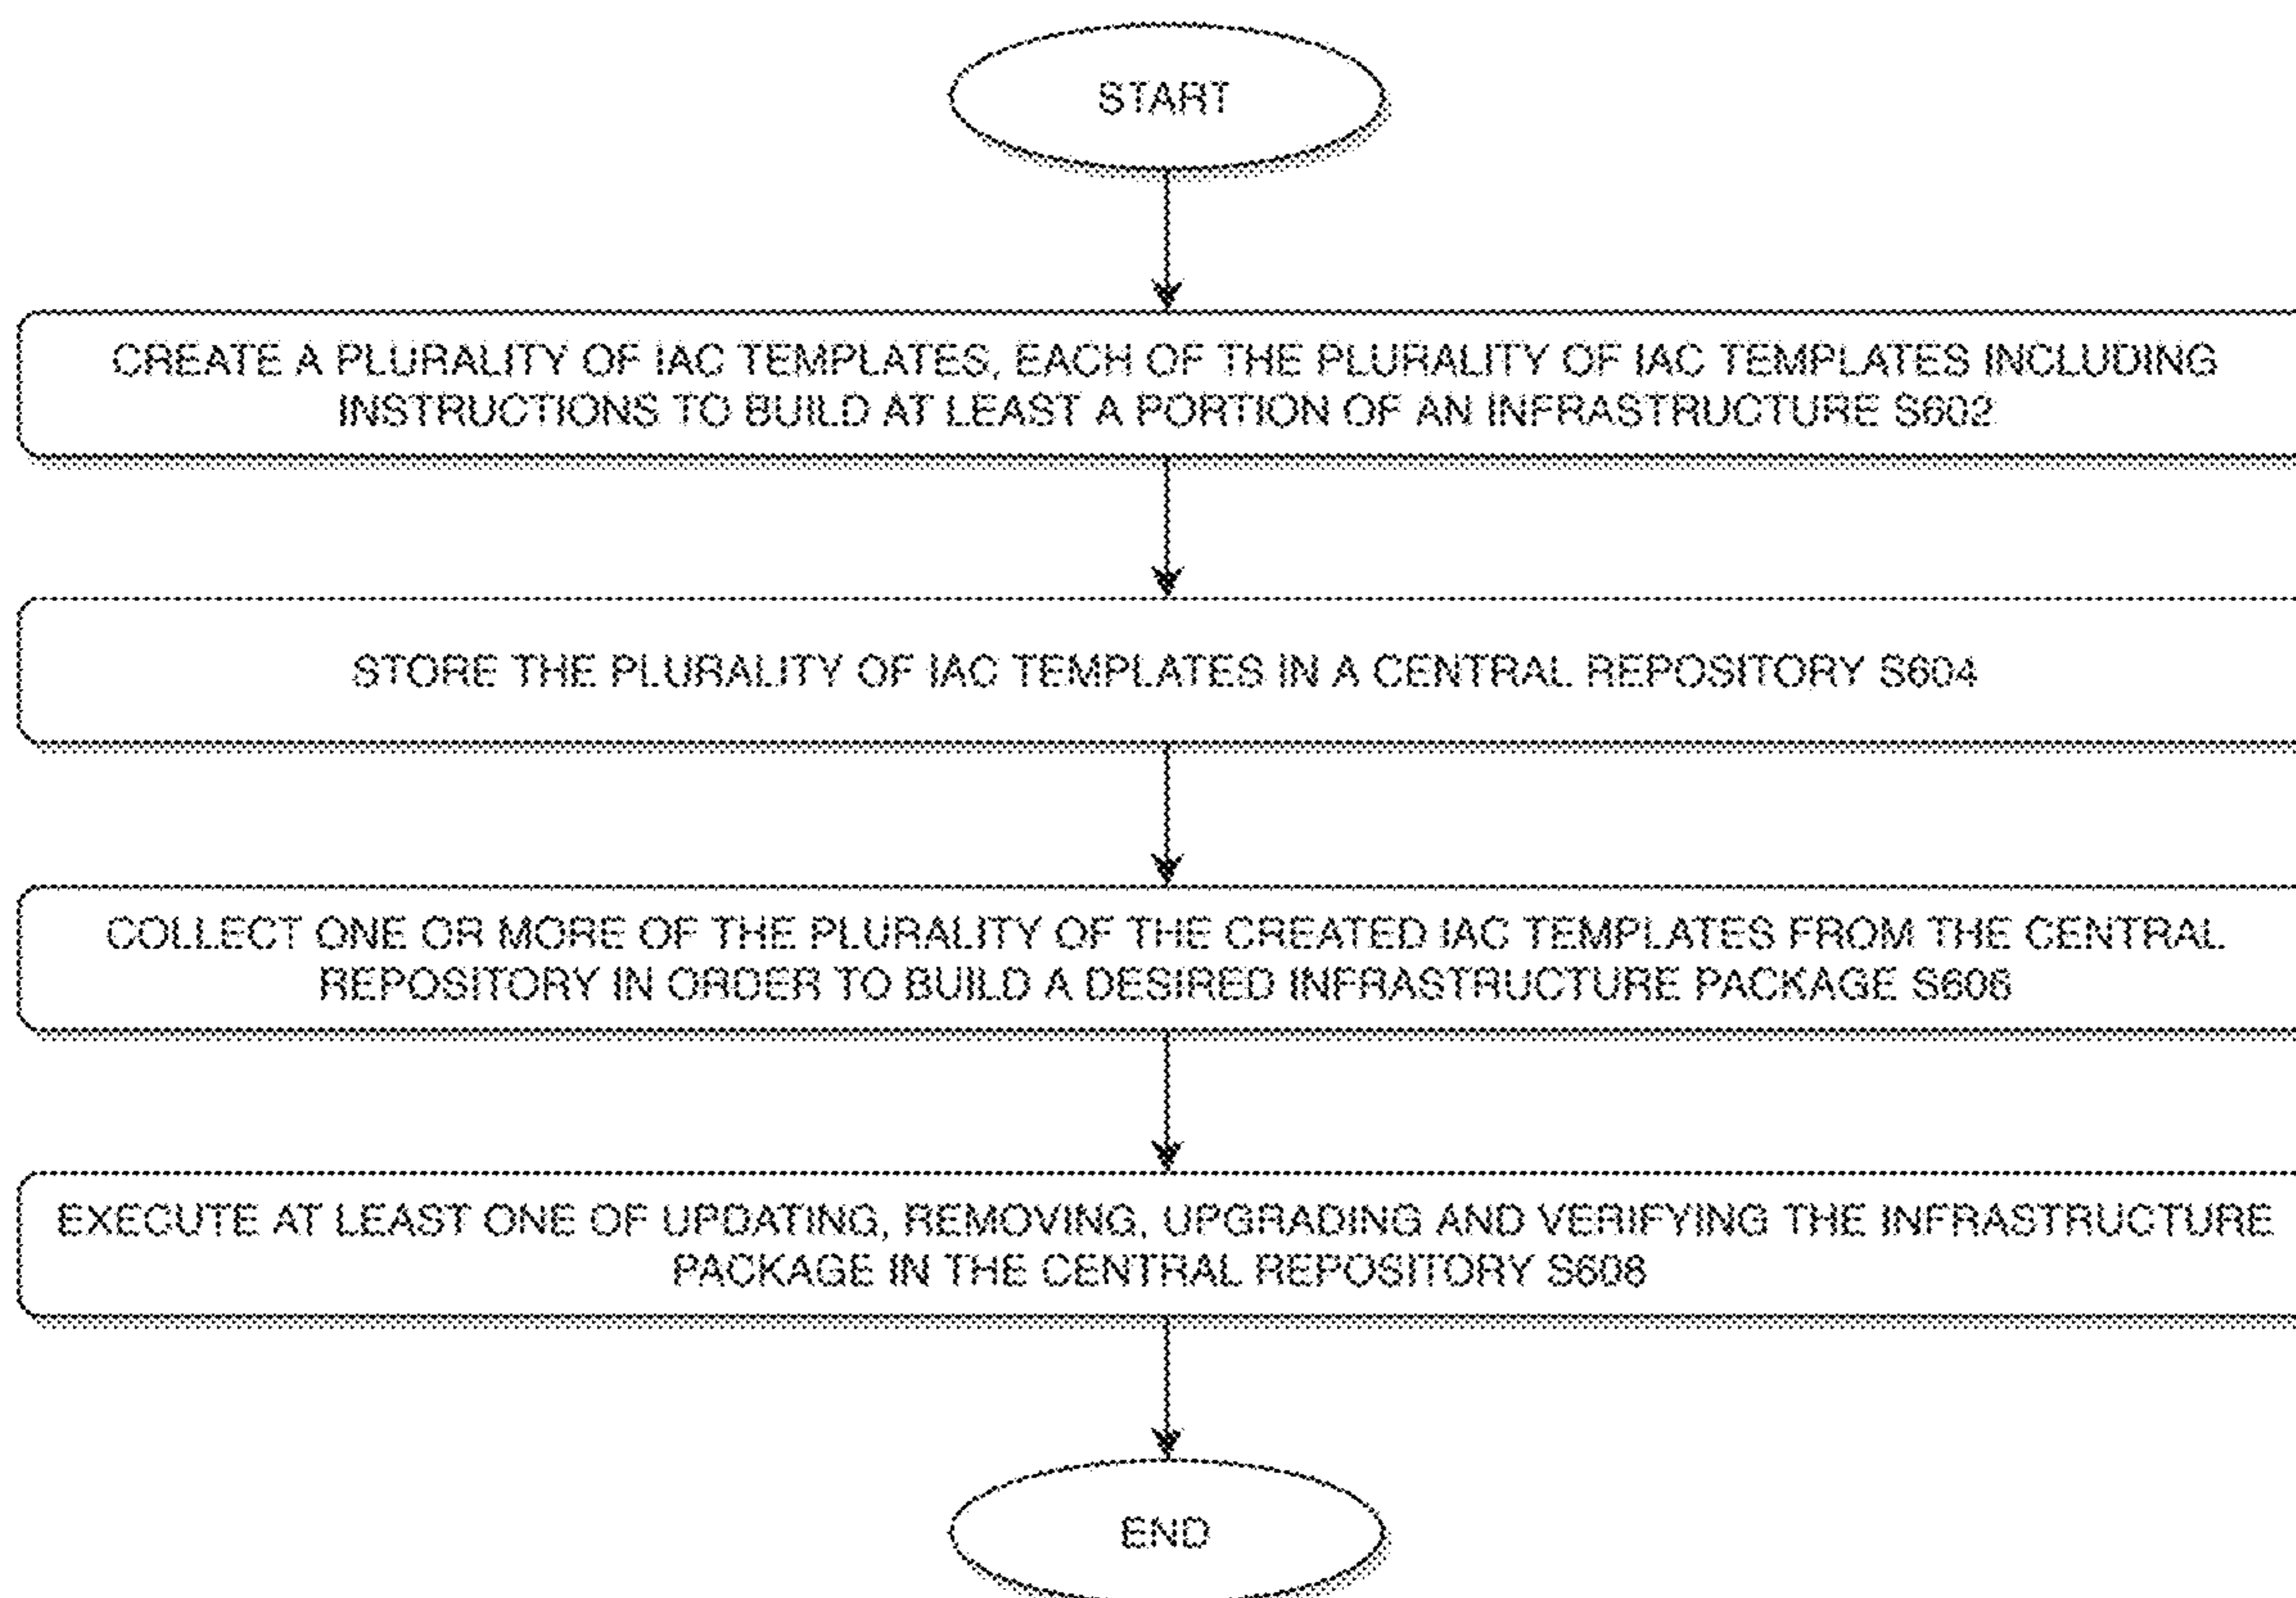 START
CREATE A PLURALITY OF IAC TEMPLATES, EACH OF THE PLURALITY OF IAC TEMPLATES INCLUDING
INSTRUCTIONS TO BUILD AT LEAST A PORTION OF AN INFRASTRUCTURE S602
STORE THE PLURALITY OF IAC TEMPLATES IN A CENTRAL REPOSITORY S604
COLLECT ONE OR MORE OF THE PLURALITY OF THE CREATED IAC TEMPLATES FROM THE CENTRAL
REPOSITORY IN ORDER TO BUILD A DESIRED INFRASTRUCTURE PACKAGE S606
EXECUTE AT LEAST ONE OF UPDATING, REMOVING, UPGRADING AND VERIFYING THE INFRASTRUCTURE
PACKAGE IN THE CENTRAL REPOSITORY S608
END